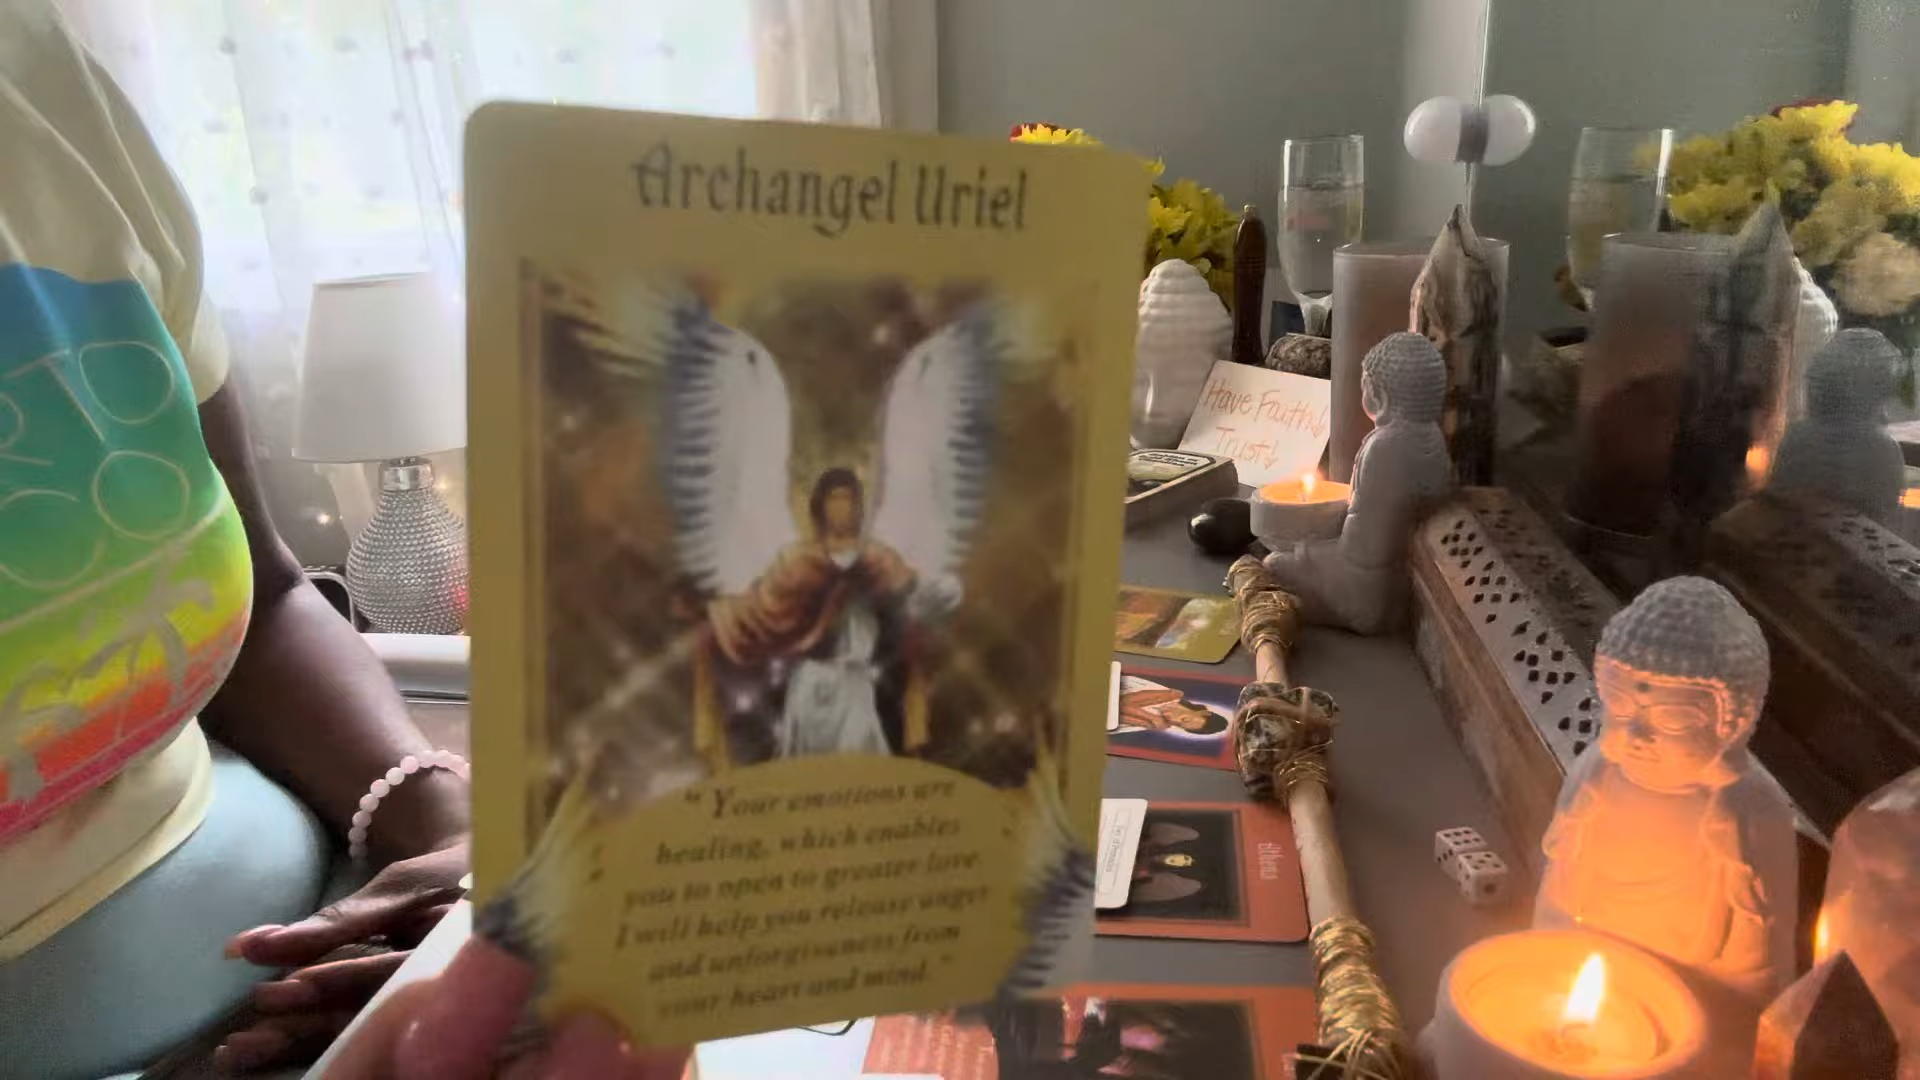 Archangel Uriel
"Your emotions are
healing, which enables
you to open to greater love
I will help you release anger
and unforgiveness from
your heart and mind."
Have Faith &
Trust!
Athena